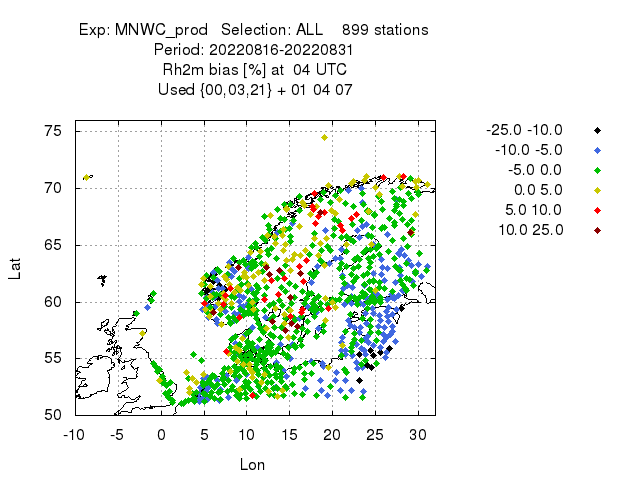 Exp: MNWC_prod Selection: ALL 899 stations
Period: 20220816-20220831
Rh2m bias [%] at 04 UTC
Used {00,03,21} + 01 04 07
75
70
65
60
55
50
-10 -5 0 5 10 15 20 25 30
Lat
Lon
-25.0 -10.0
-10.0 -5.0
-5.0 0.0
0.0 5.0
5.0 10.0
10.0 25.0